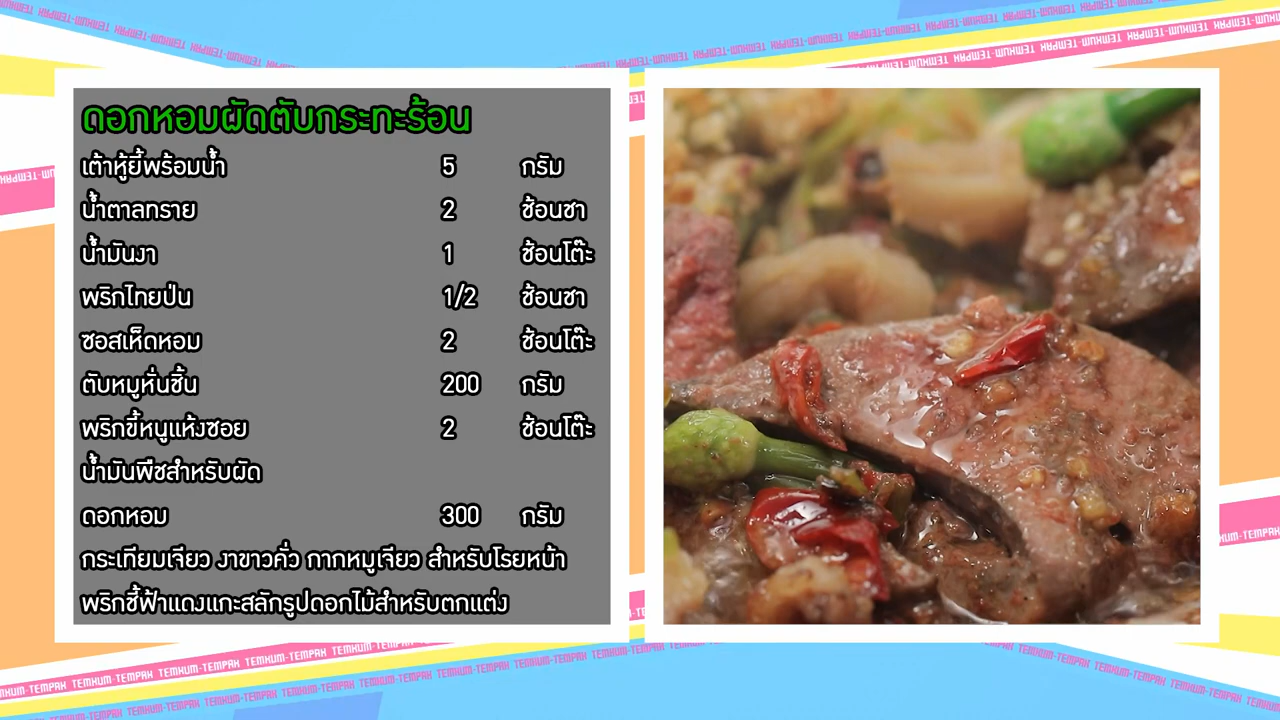 ดอกหอมผัดตับกระทะร้อน
เต้าหู้ยี้พร้อมน้ำ 5 กรัม
น้ำตาลทราย 2 ช้อนชา
น้ำมันงา 1 ช้อนโต๊ะ
พริกไทยป่น 1/2 ช้อนชา
ซอสเห็ดหอม 2 ช้อนโต๊ะ
ตับหมูหั่นชิ้น 200 กรัม
พริกขี้หนูแห้งซอย 2 ช้อนโต๊ะ
น้ำมันพืชสำหรับผัด
ดอกหอม 300 กรัม
กระเทียมเจียว งาขาวคั่ว กากหมูเจียว สำหรับโรยหน้า
พริกชี้ฟ้าแดงแกะสลักรูปดอกไม้สำหรับตกแต่ง
TEMKUM-TEMPAK TEMKUM-TEMPAK TEMKUM-TEMPAK